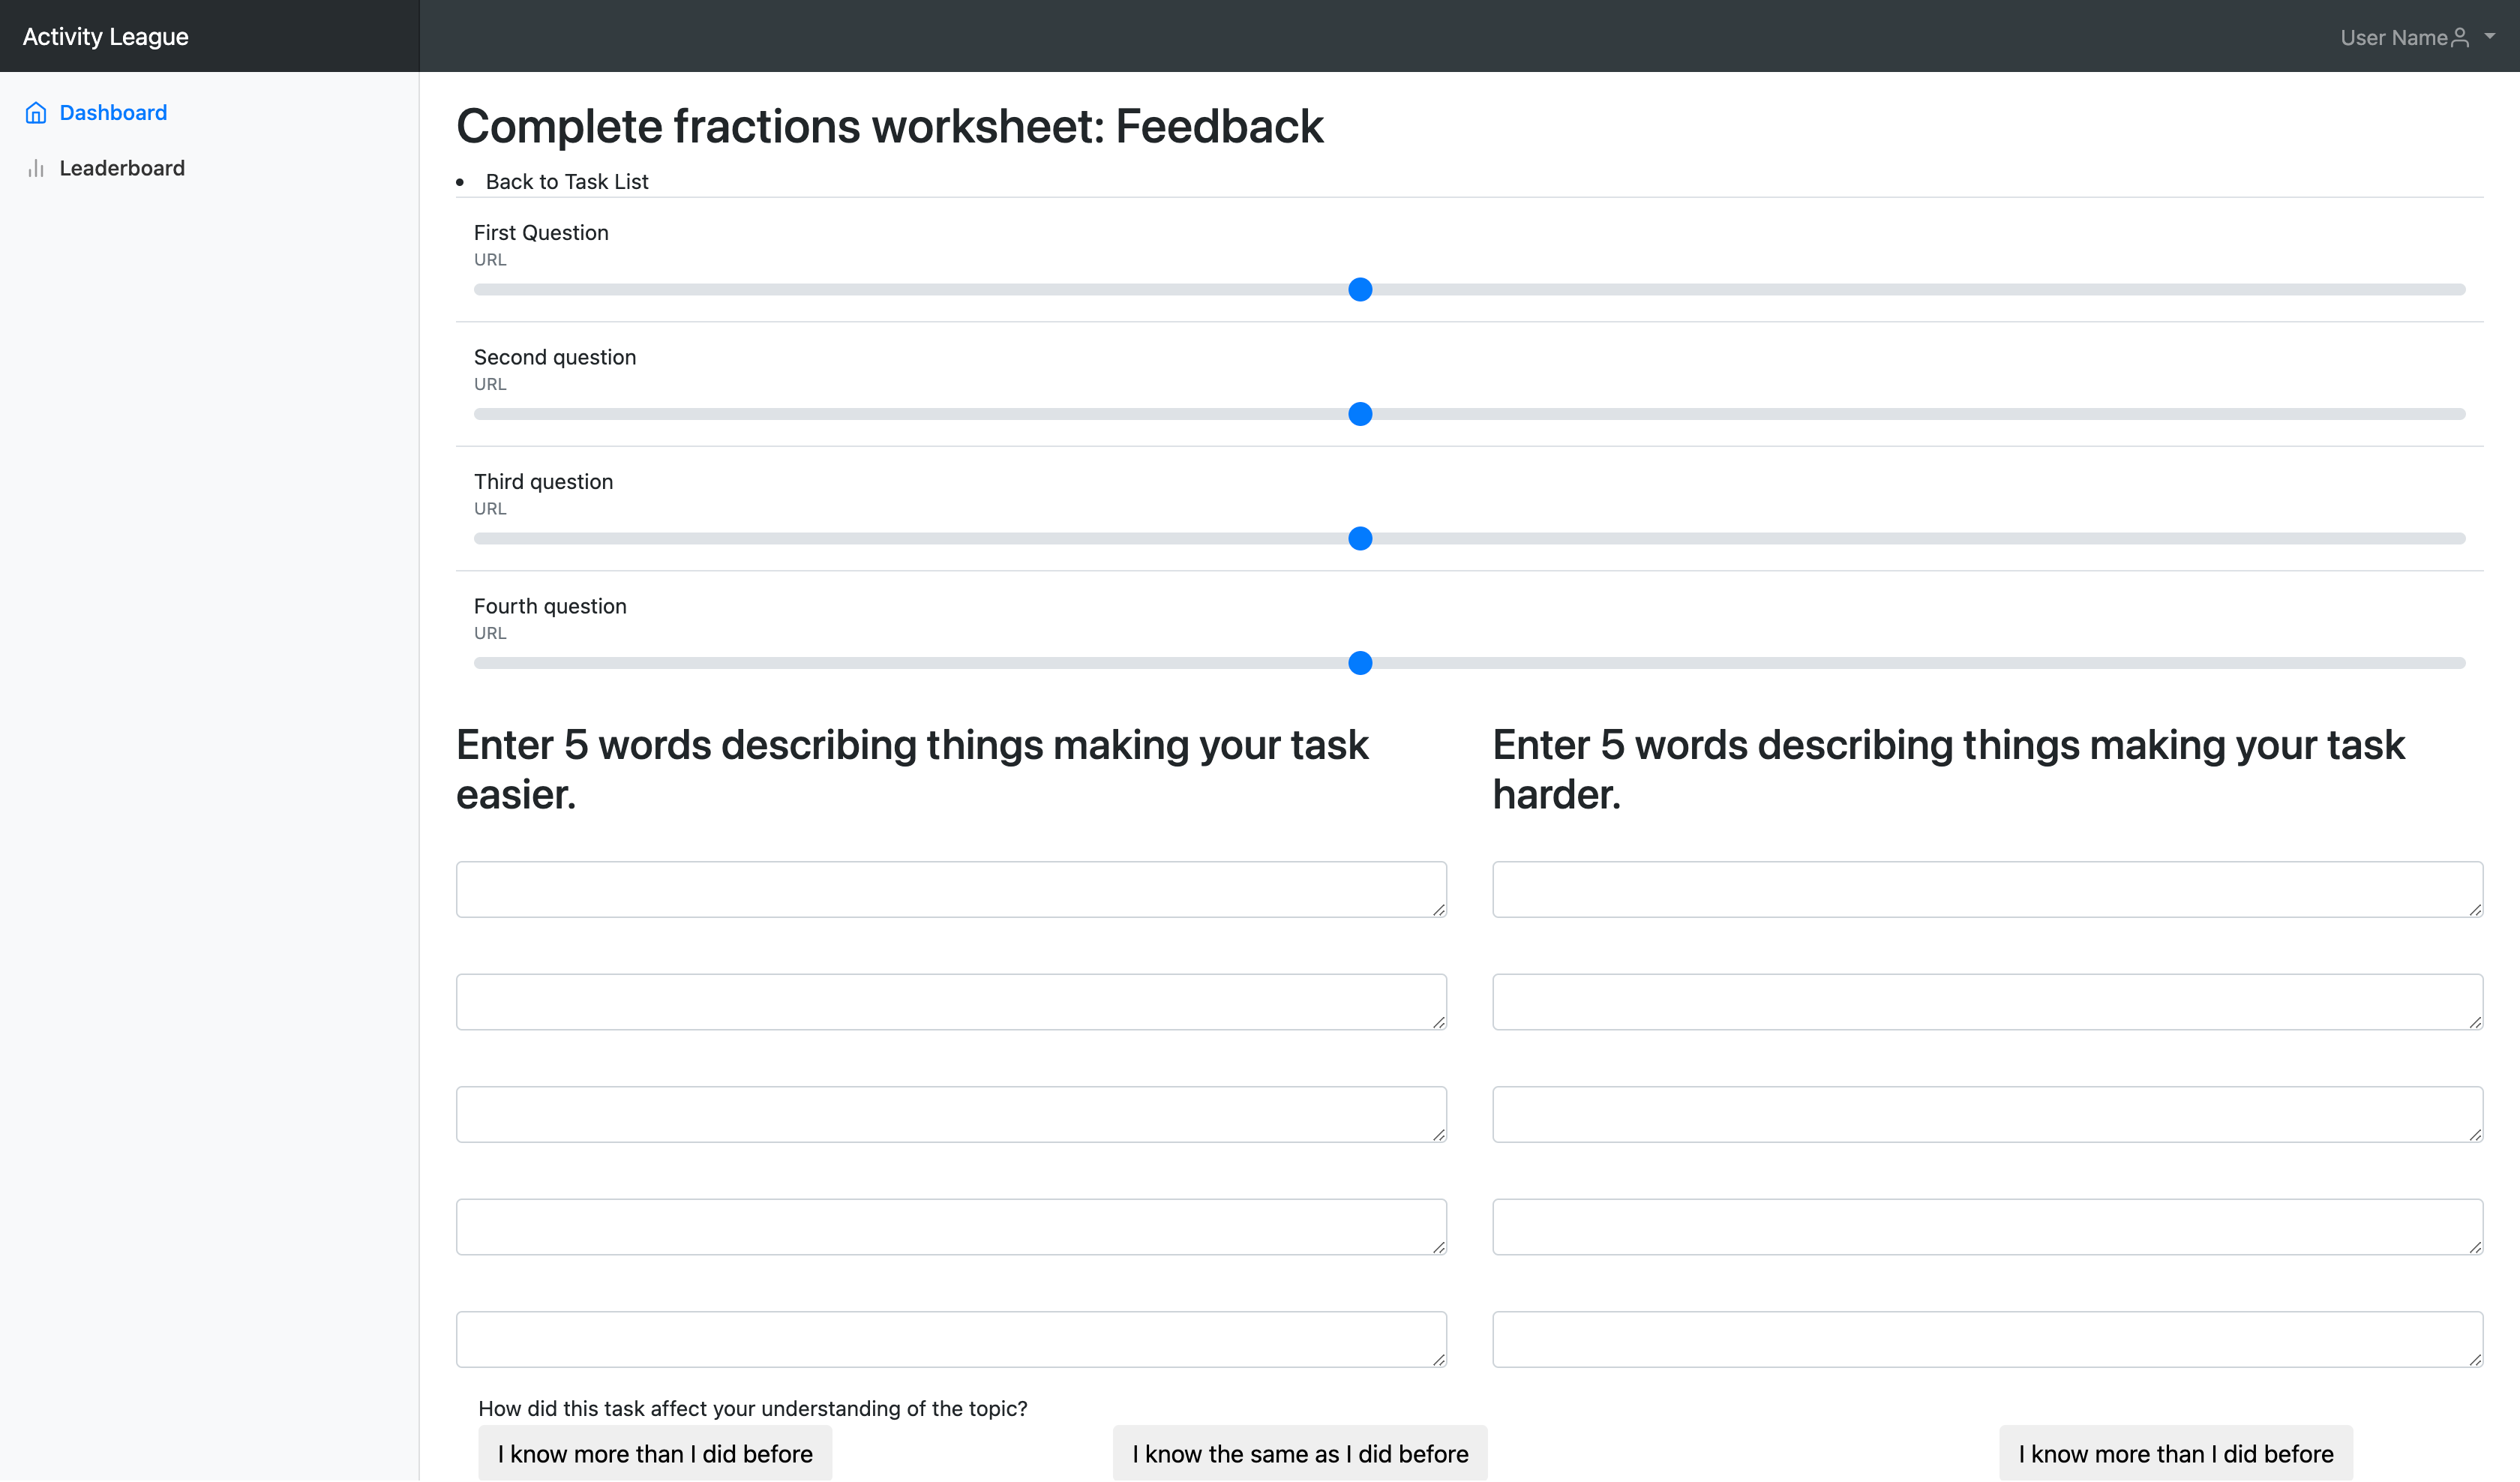 Activity League
User Name
Dashboard
Leaderboard
Complete fractions worksheet: Feedback
Back to Task List
First Question
URL
Second question
URL
Third question
URL
Fourth question
URL
Enter 5 words describing things making your task
easier.
Enter 5 words describing things making your task
harder.
How did this task affect your understanding of the topic?
I know more than I did before
I know the same as I did before
I know more than I did before